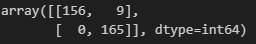 array([[156,   9],
       [  0, 165]], dtype=int64)